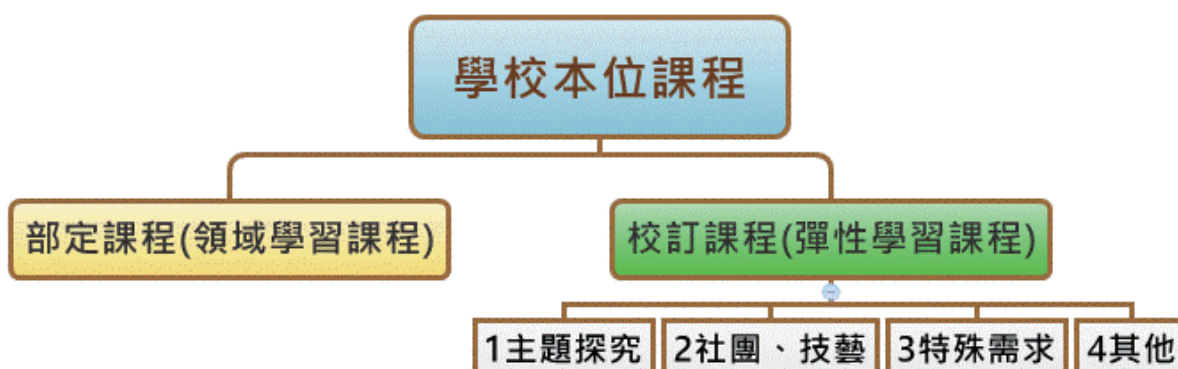 學校本位課程
部定課程(領域學習課程)
校訂課程(彈性學習課程)
1主題探究
2社團、技藝
3特殊需求
4其他